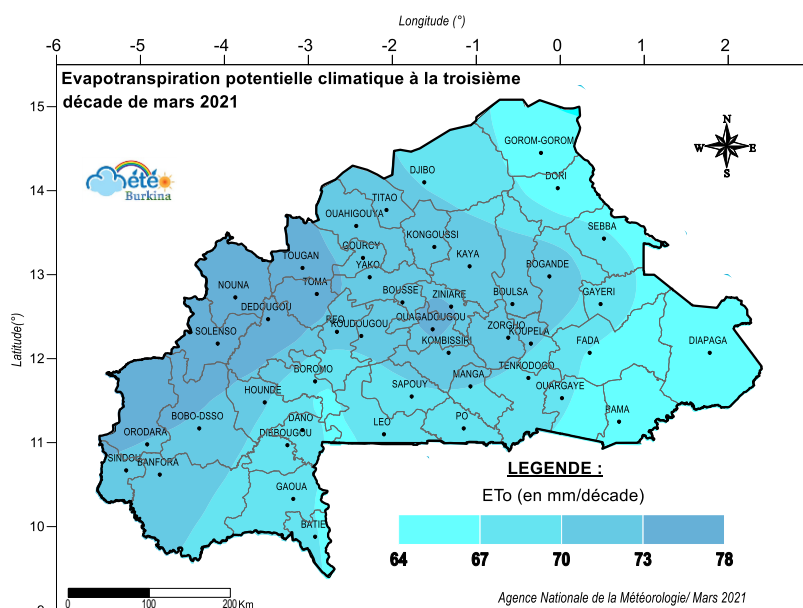 Longitude (°)
-6 -5 -4 -3 -2 -1 0 1 2
Evapotranspiration potentielle climatique à la troisième
décade de mars 2021
15
N
W E
S
GOROM-GOROM
DJIBO
DORI
météo
Burkina
14
TITAO
OUAHIGOUYA
SEBBA
KONGOUSSI
GOURCY
TOUGAN
KAYA
YAKO
BOGANDE
13
NOUNA
TOMA
BOUSSE
ZINIARE
BOULSA
GAYERI
DEDOUGOU
REO
OUAGADOUGOU
KOUDOUGOU
ZORGHO
SOLENSO
KOUPELA
KOMBISSIRI
FADA
DIAPAGA
Latitude(°)
12
BOROMO
TENKODOGO
MANGA
SAPOUY
HOUNDE
OUARGAYE
PAMA
BOBO-DSSO
DANO
LEO
PO
ORODARA
DIEBOUGOU
11
SINDOU
BANFORA
LEGENDE :
GAOUA
ETo (en mm/décade)
10
BATIE
64 67 70 73 78
0 100 200 Km
Agence Nationale de la Météorologie/ Mars 2021